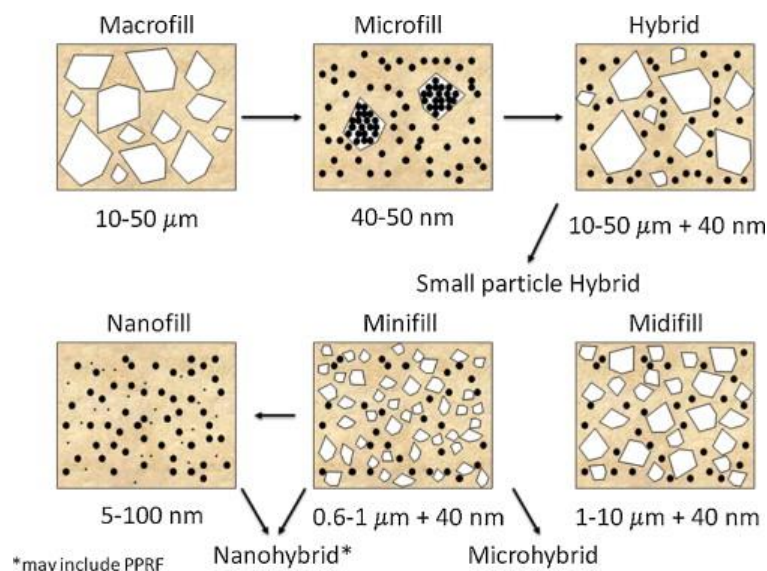 Macrofill
Microfill
Hybrid
10-50 μm
40-50 nm
10-50 μm + 40 nm
Small particle Hybrid
Nanofill
Minifill
Midifill
5-100 nm
0.6-1 μm + 40 nm
1-10 μm + 40 nm
*may include PPRF
Nanohybrid*
Microhybrid